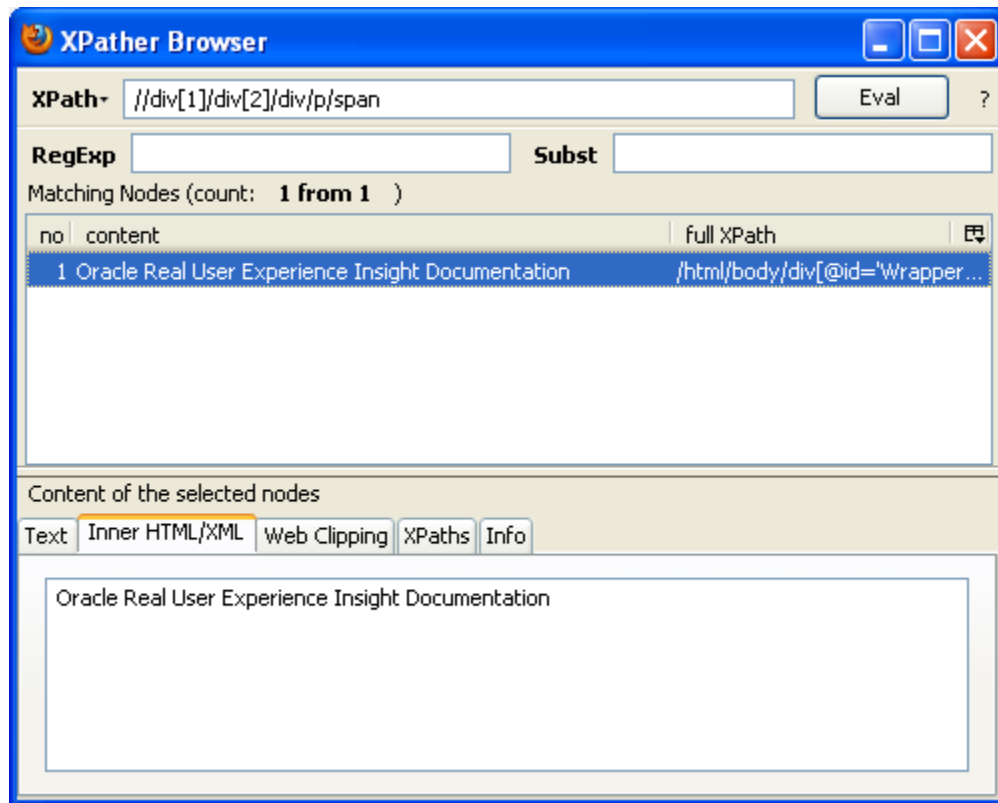 XPather Browser
XPath //div[1]/div[2]/div/p/span Eval ?
RegExp Subst
Matching Nodes (count: 1 from 1 )
no content full XPath
1 Oracle Real User Experience Insight Documentation /html/body/div[@id='Wrapper...
Content of the selected nodes
Text Inner HTML/XML Web Clipping XPaths Info
Oracle Real User Experience Insight Documentation